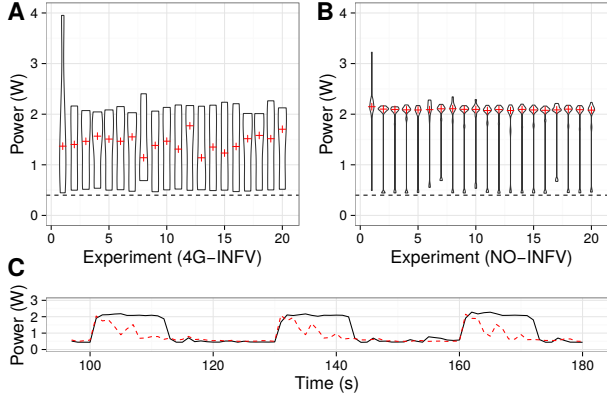 A
Power (W)
4
3
2
1
0
0 5 10 15 20
Experiment (4G−INFV)
B
Power (W)
4
3
2
1
0
0 5 10 15 20
Experiment (NO−INFV)
C
Power (W)
3
2
1
0
100 120 140 160 180
Time (s)